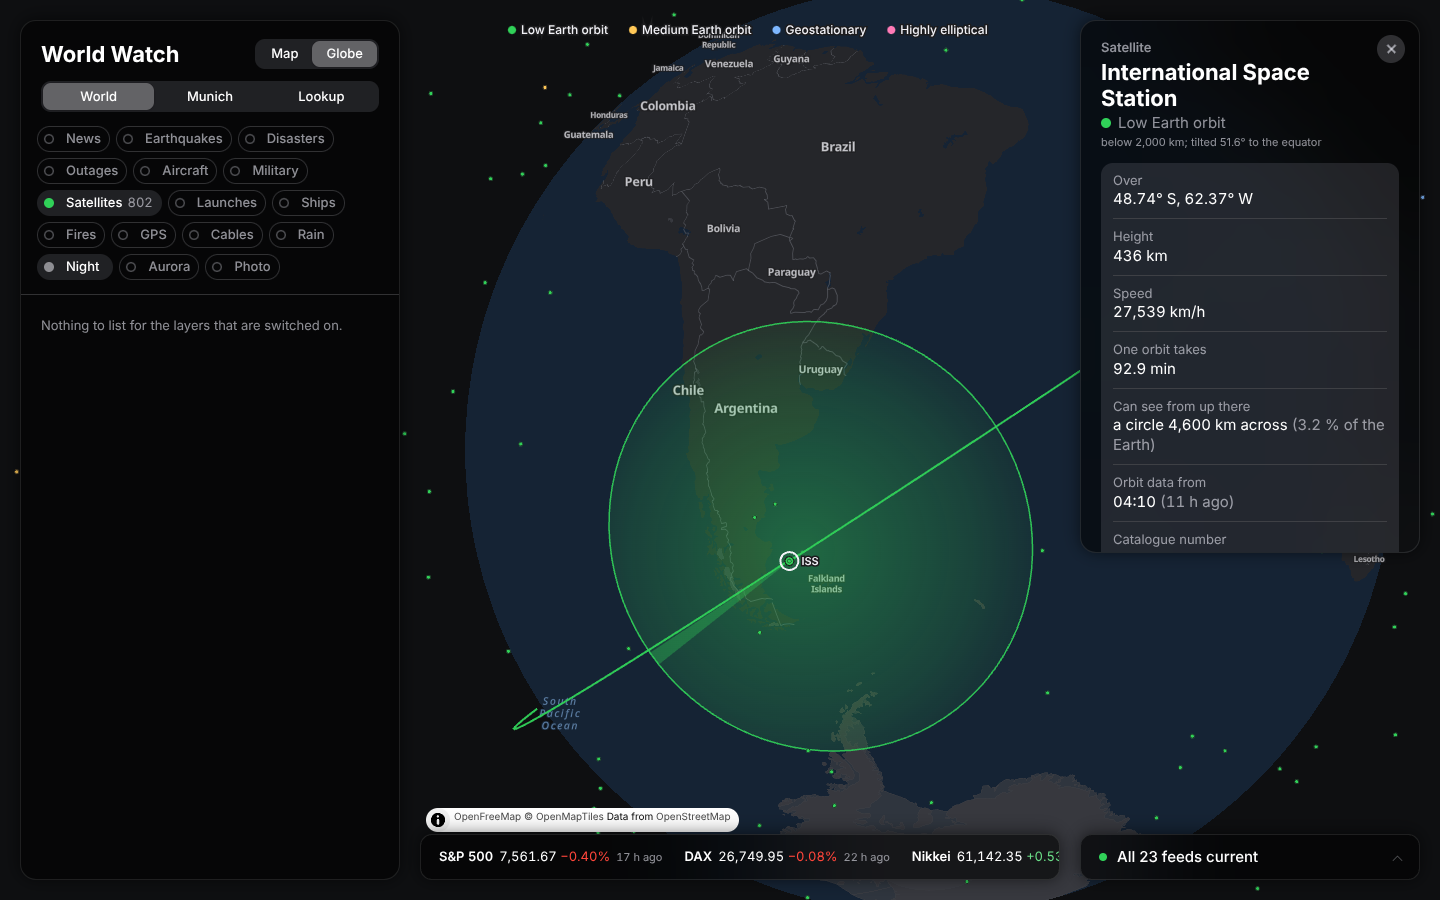 World Watch
Map
Globe
World
Munich
Lookup
News
Earthquakes
Disasters
Outages
Aircraft
Military
Satellites 802
Launches
Ships
Fires
GPS
Cables
Rain
Night
Aurora
Photo
Nothing to list for the layers that are switched on.
Low Earth orbit
Medium Earth orbit
Geostationary
Highly elliptical
Dominican
Republic
Jamaica
Venezuela
Guyana
Colombia
Honduras
Guatemala
Brazil
Peru
Bolivia
Paraguay
Uruguay
Chile
Argentina
ISS
Falkland
Islands
South
Pacific
Ocean
Lesotho
Satellite
International Space
Station
Low Earth orbit
below 2,000 km; tilted 51.6° to the equator
Over
48.74° S, 62.37° W
Height
436 km
Speed
27,539 km/h
One orbit takes
92.9 min
Can see from up there
a circle 4,600 km across (3.2 % of the
Earth)
Orbit data from
04:10 (11 h ago)
Catalogue number
OpenFreeMap © OpenMapTiles Data from OpenStreetMap
S&P 500 7,561.67 −0.40% 17 h ago
DAX 26,749.95 −0.08% 22 h ago
Nikkei 61,142.35 +0.53
All 23 feeds current